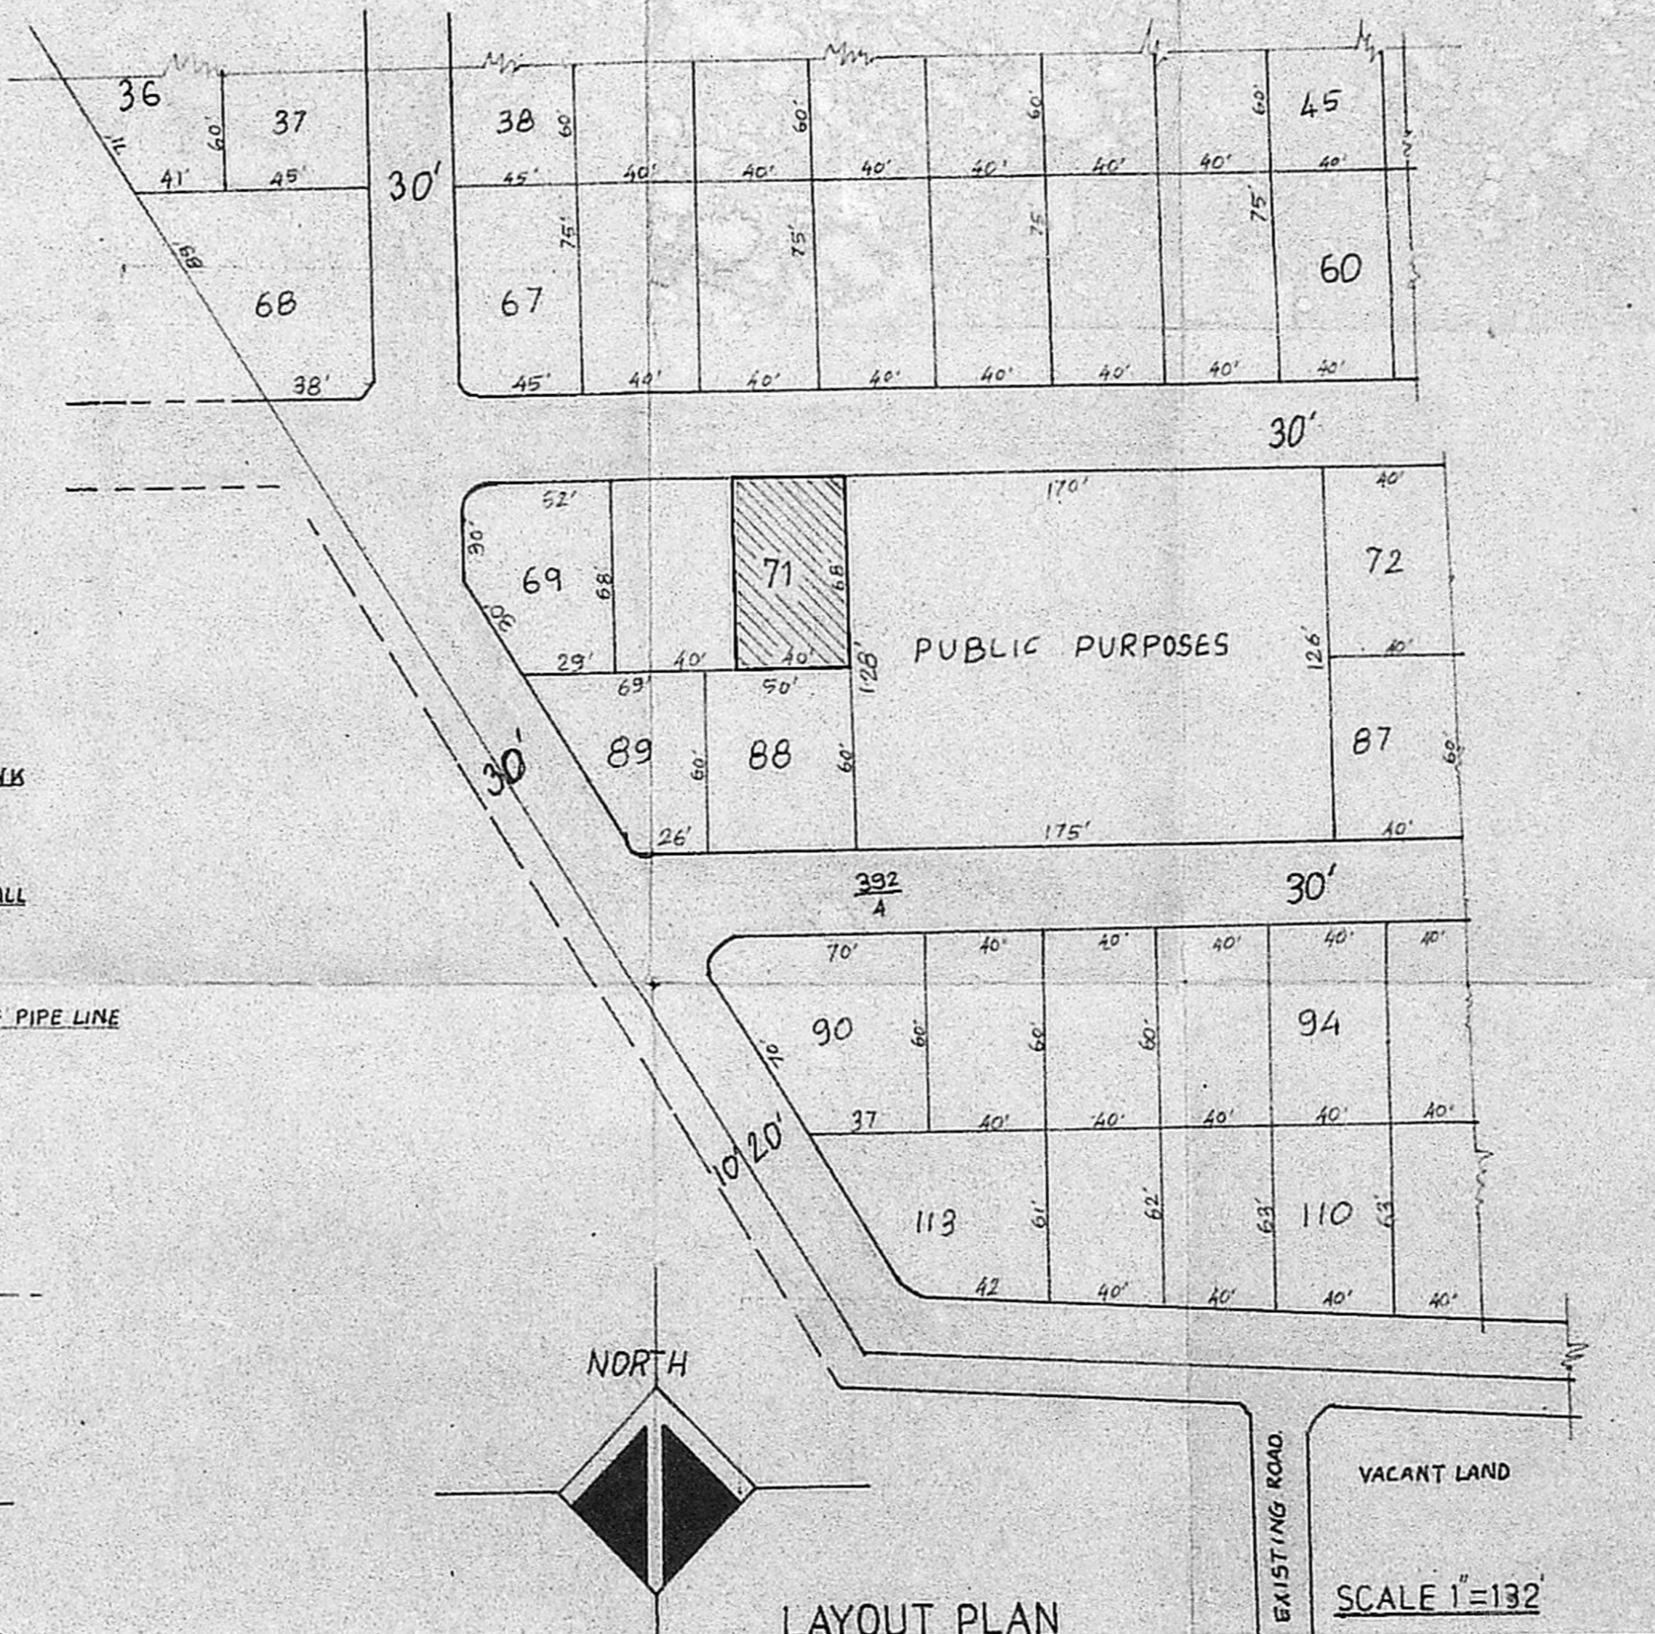 36 37 38 45
71' 60' 60' 60' 60' 60'
41' 45' 30' 45' 40' 40' 40' 40' 40' 40' 40'
89' 75' 75' 75' 75'
68 67 60
38' 45' 40' 40' 40' 40' 40' 40' 40'
30'
52' 170' 40'
30' 69 68' 71 68' 72
30' PUBLIC PURPOSES
29' 40' 40' 128' 126' 40'
69' 50'
30' 89 60' 88 60' 87 60'
26' 175' 40'
392
A
30'
70' 40' 40' 40' 40' 40'
90 60' 60' 60' 94
70'
37 40' 40' 40' 40' 40'
10' 20'
113 61' 62' 63' 110 63'
42 40' 40' 40' 40'
PIPE LINE
NORTH
EXISTING ROAD.
VACANT LAND
LAYOUT PLAN
SCALE 1"=132'